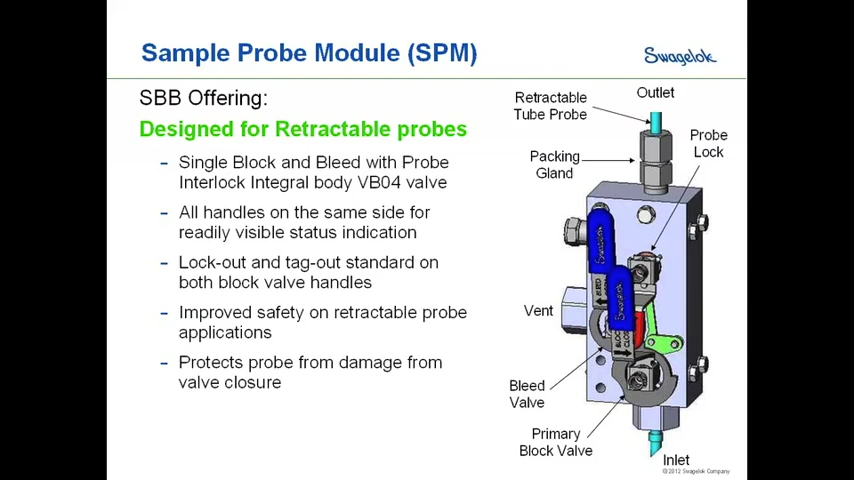 Sample Probe Module (SPM)
Swagelok
SBB Offering:
Designed for Retractable probes
– Single Block and Bleed with Probe
Interlock Integral body VB04 valve
– All handles on the same side for
readily visible status indication
– Lock-out and tag-out standard on
both block valve handles
– Improved safety on retractable probe
applications
– Protects probe from damage from
valve closure
Outlet
Retractable
Tube Probe
Probe
Lock
Packing
Gland
Swagelok
BLEED
Swagelok
Vent
Bleed
Valve
Primary
Block Valve
Inlet
©2012 Swagelok Company